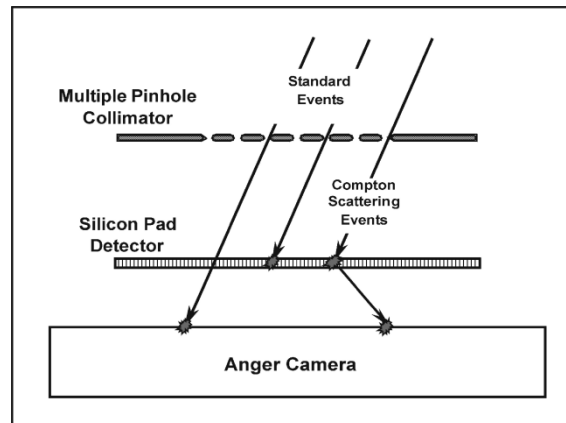 Standard
Events
Multiple Pinhole
Collimator
Compton
Scattering
Events
Silicon Pad
Detector
Anger Camera